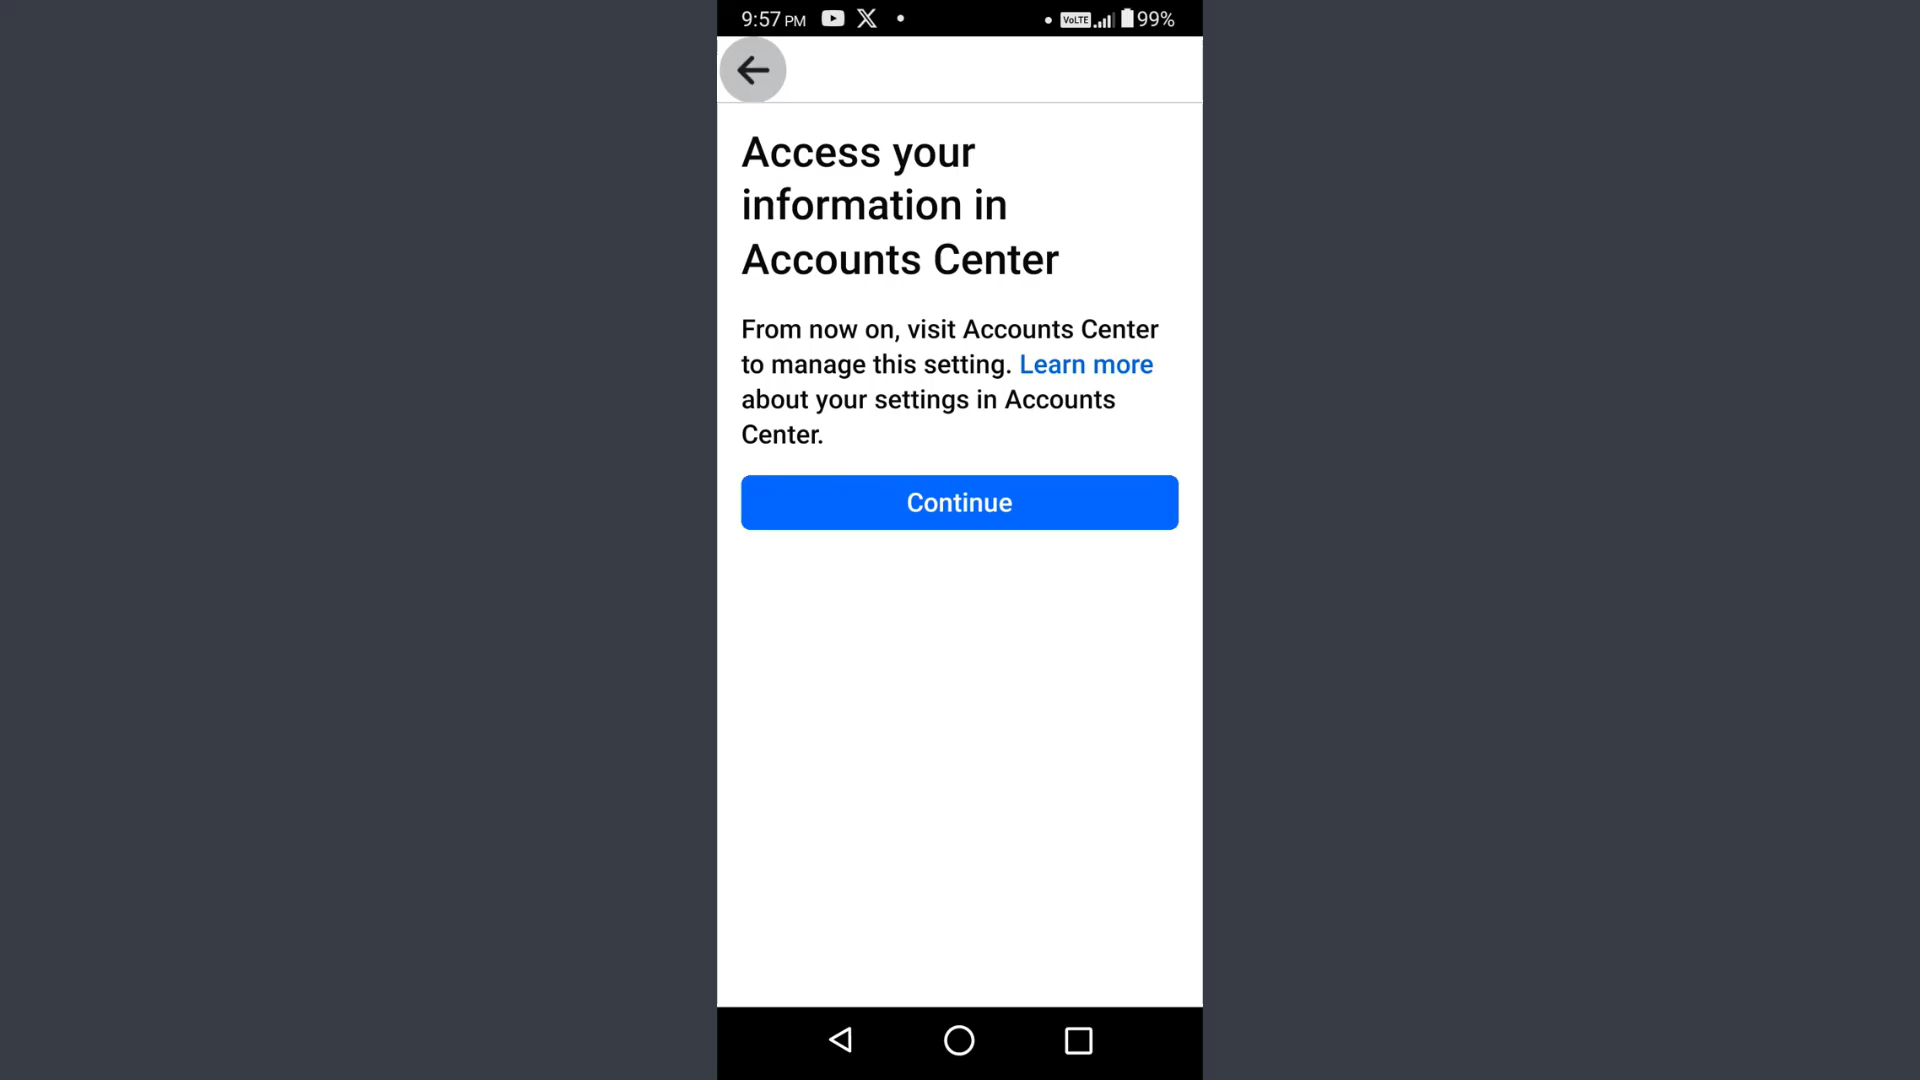 9:57 PM VoLTE 99%
Access your
information in
Accounts Center
From now on, visit Accounts Center
to manage this setting. Learn more
about your settings in Accounts
Center.
Continue